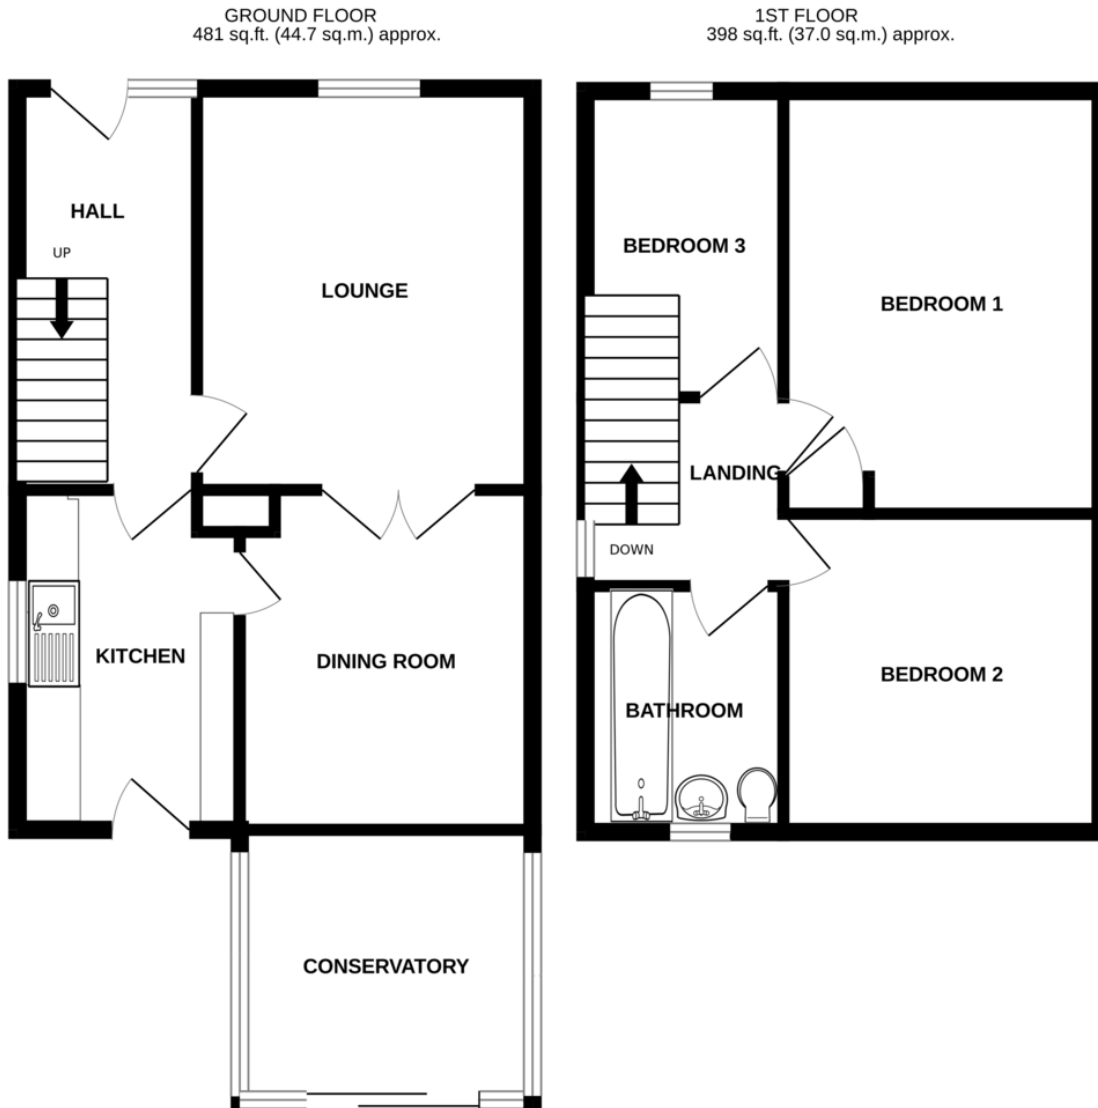 GROUND FLOOR
481 sq.ft. (44.7 sq.m.) approx.
HALL
UP
LOUNGE
KITCHEN
DINING ROOM
CONSERVATORY
1ST FLOOR
398 sq.ft. (37.0 sq.m.) approx.
BEDROOM 3
BEDROOM 1
LANDING
DOWN
BEDROOM 2
BATHROOM